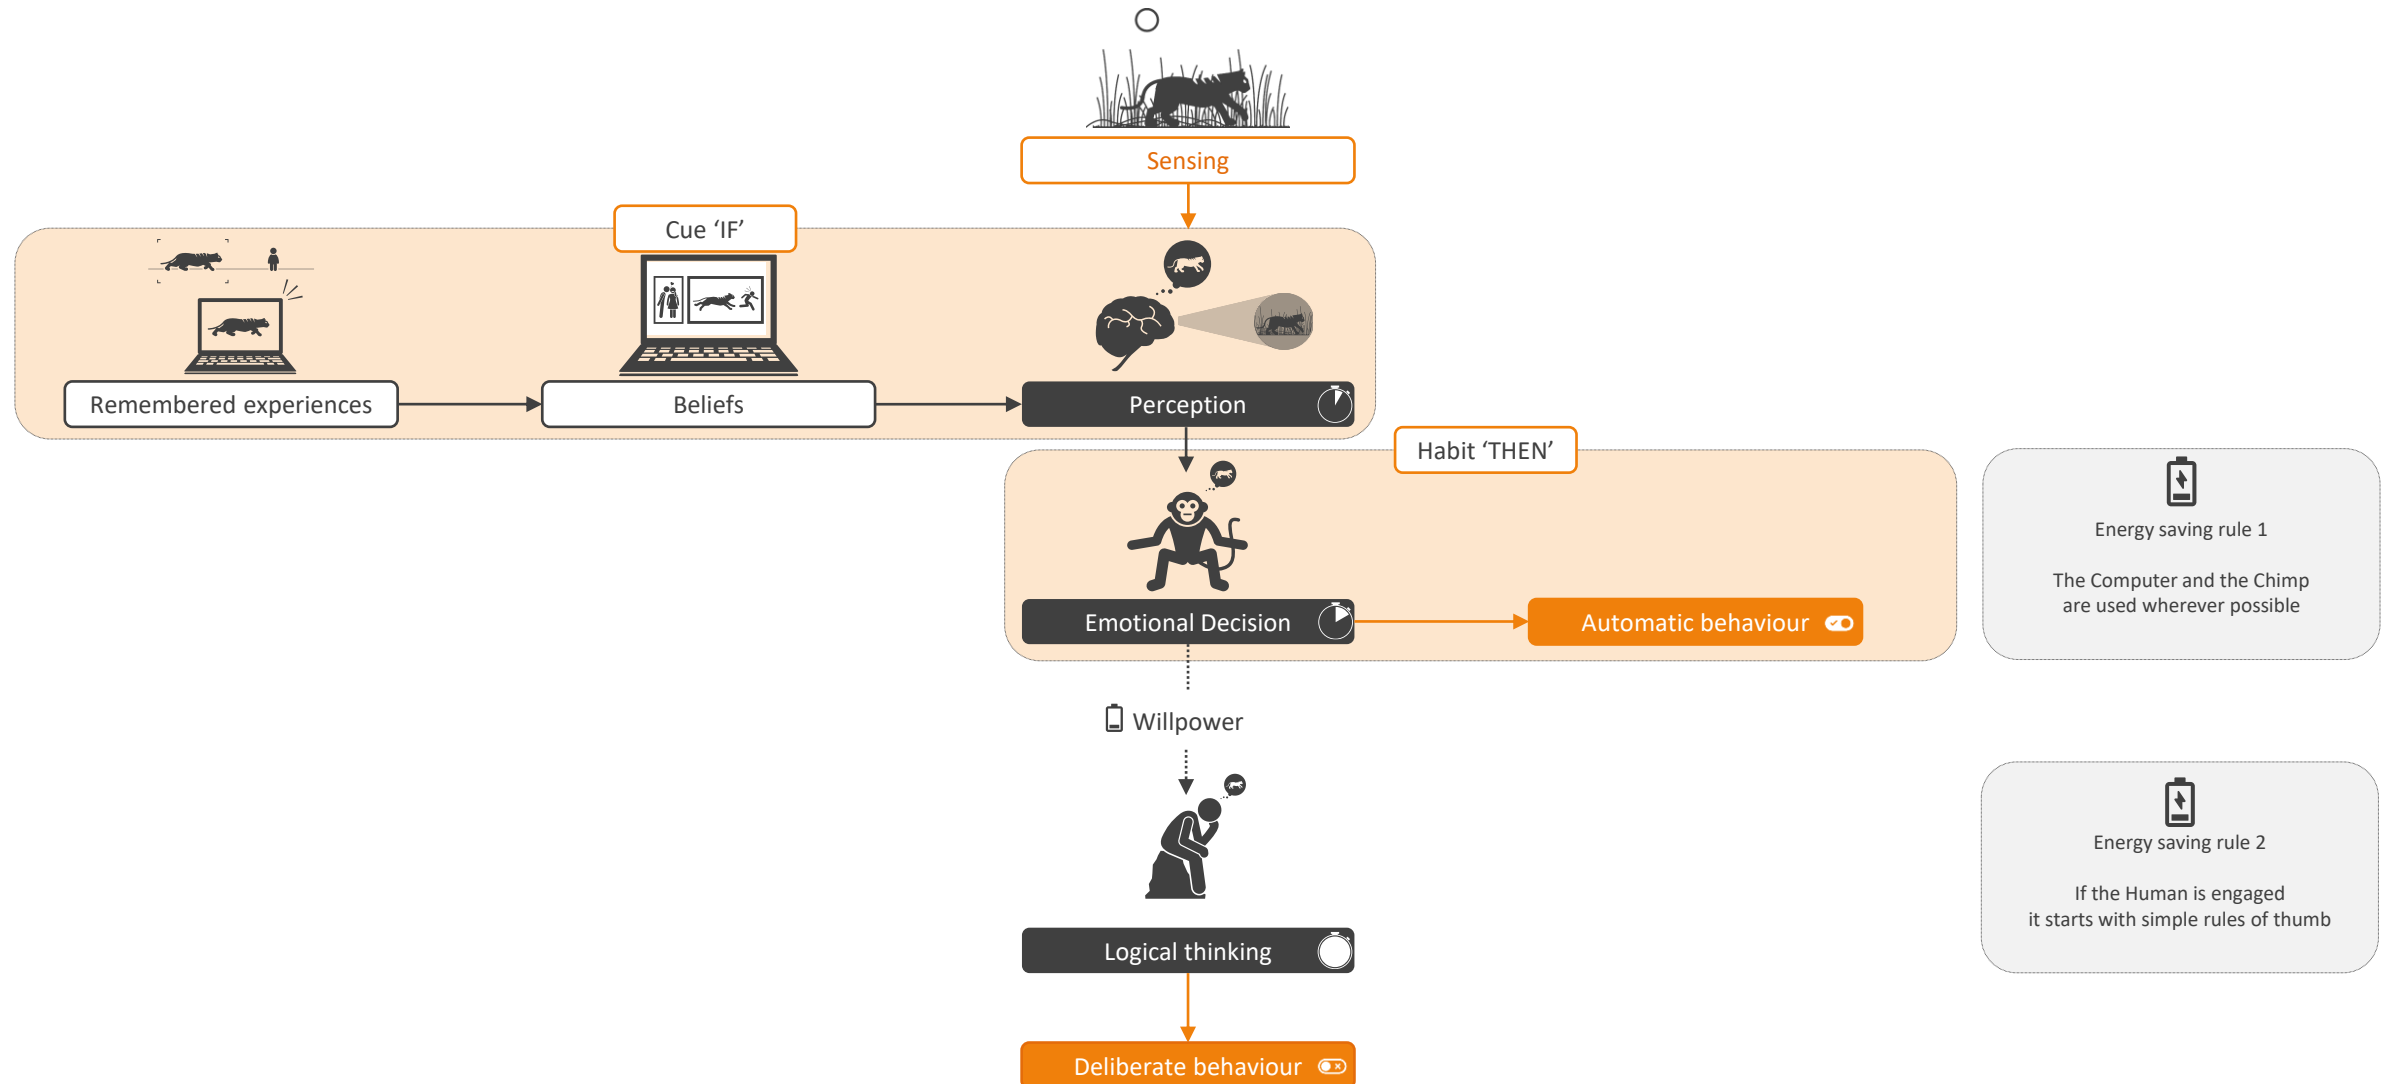 Sensing
Cue ‘IF’
Remembered experiences
Beliefs
Perception
Habit ‘THEN’
Emotional Decision
Automatic behaviour
Energy saving rule 1
The Computer and the Chimp
are used wherever possible
Willpower
Energy saving rule 2
If the Human is engaged
it starts with simple rules of thumb
Logical thinking
Deliberate behaviour